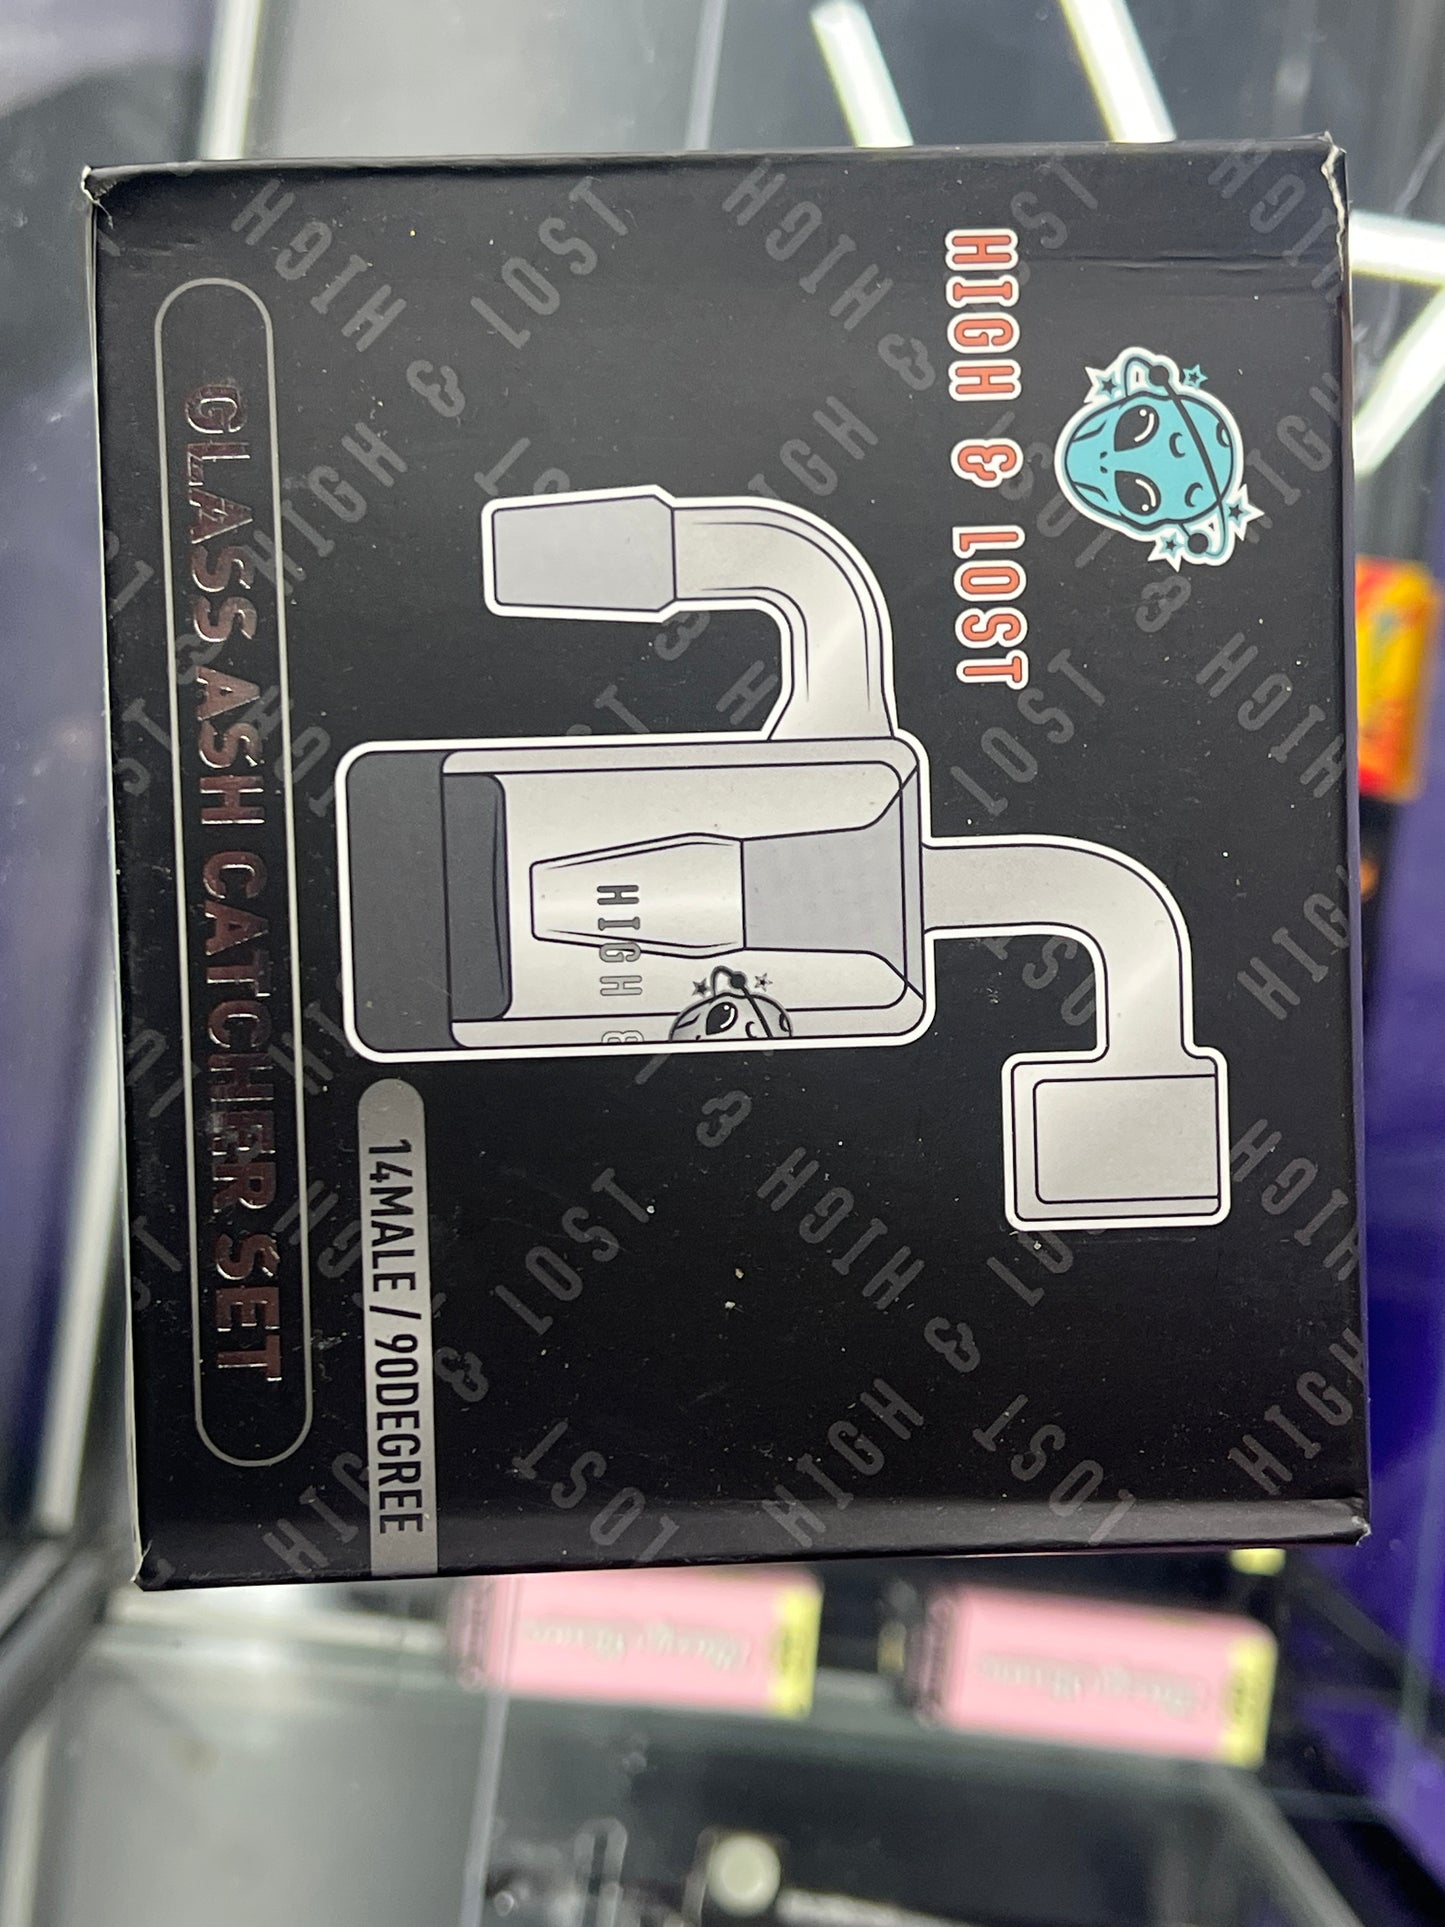 HIGH & LOST
HIGH &
14MALE / 90DEGREE
GLASS ASH CATCHER SET